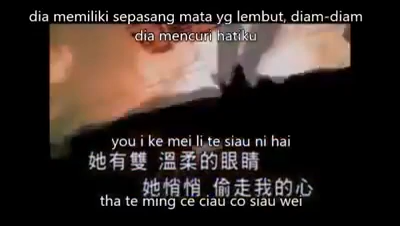 dia memiliki sepasang mata yg lembut, diam-diam
dia mencuri hatiku
you i ke mei li te siau ni hai
她有雙 溫柔的眼睛
她悄悄 偷走我的心
tha te ming ce ciau co siau wei